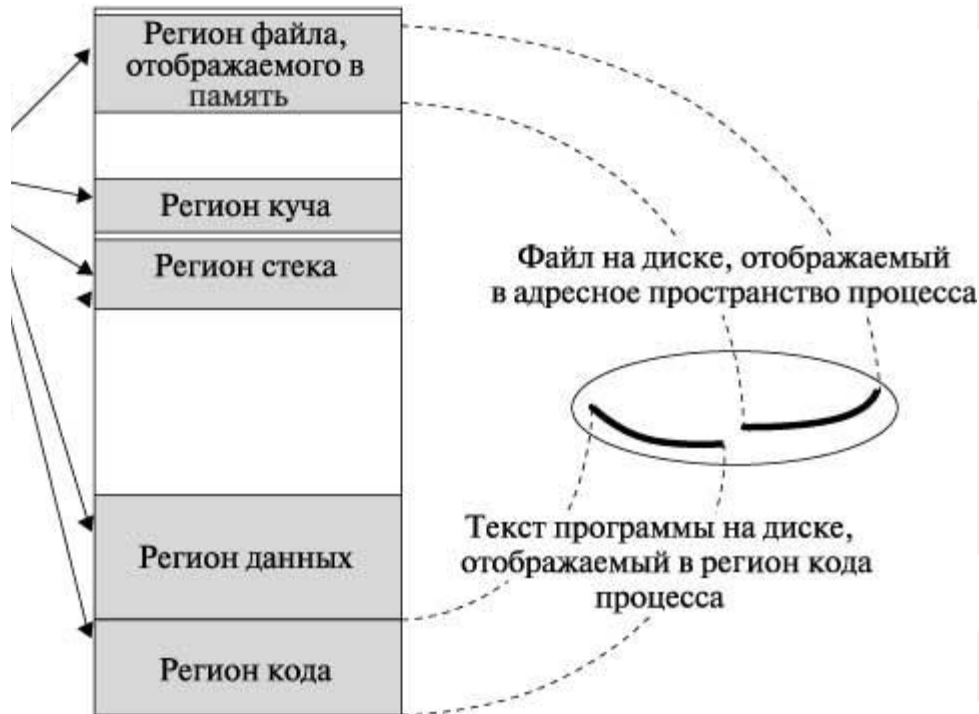 Регион файла,
отображаемого в
память
Регион куча
Регион стека
Файл на диске, отображаемый
в адресное пространство процесса
Регион данных
Текст программы на диске,
отображаемый в регион кода
процесса
Регион кода